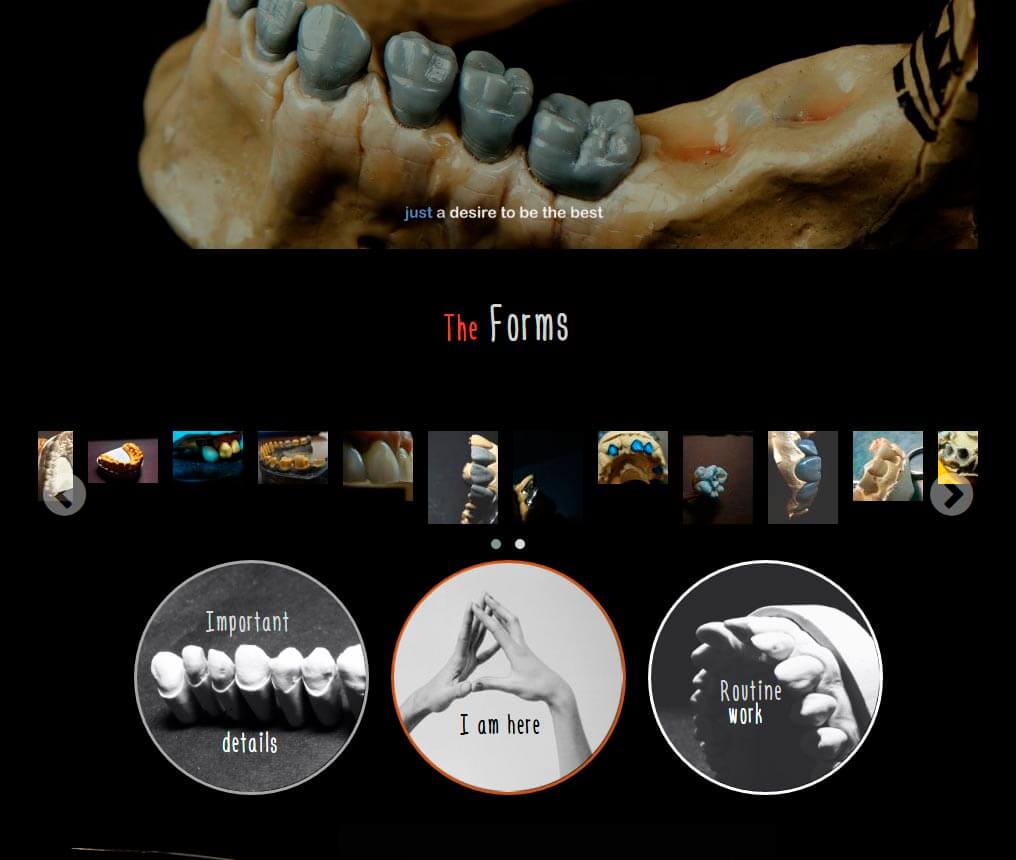 just a desire to be the best
The Forms
Important
details
I am here
Routine
work